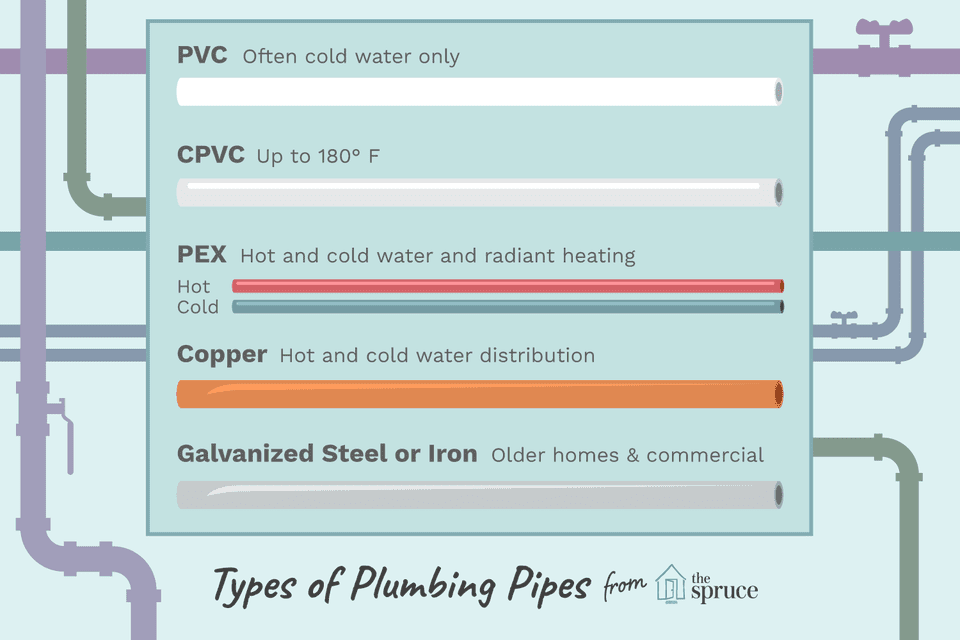 PVC Often cold water only
CPVC Up to 180° F
PEX Hot and cold water and radiant heating
Hot
Cold
Copper Hot and cold water distribution
Galvanized Steel or Iron Older homes & commercial
Types of Plumbing Pipes from the spruce